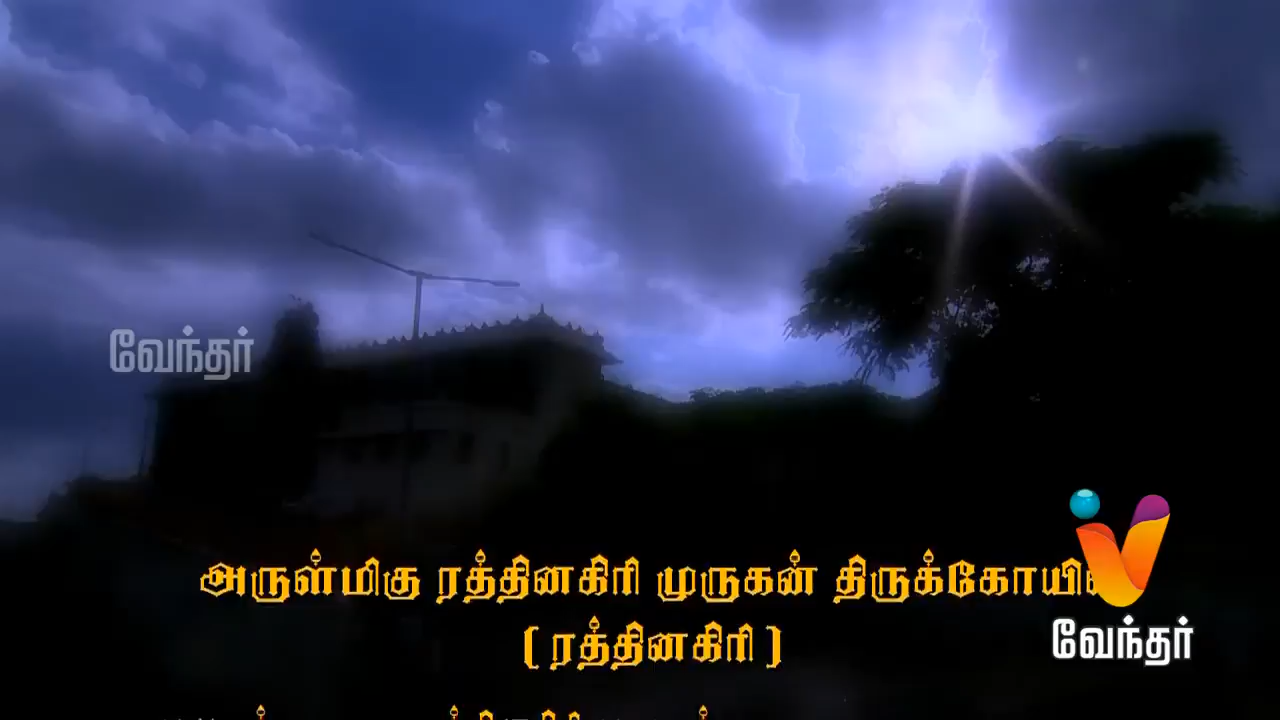 வேந்தர்
அருள்மிகு ரத்தினகிரி முருகன்
( ரத்தினகிரி )
வேந்தர்